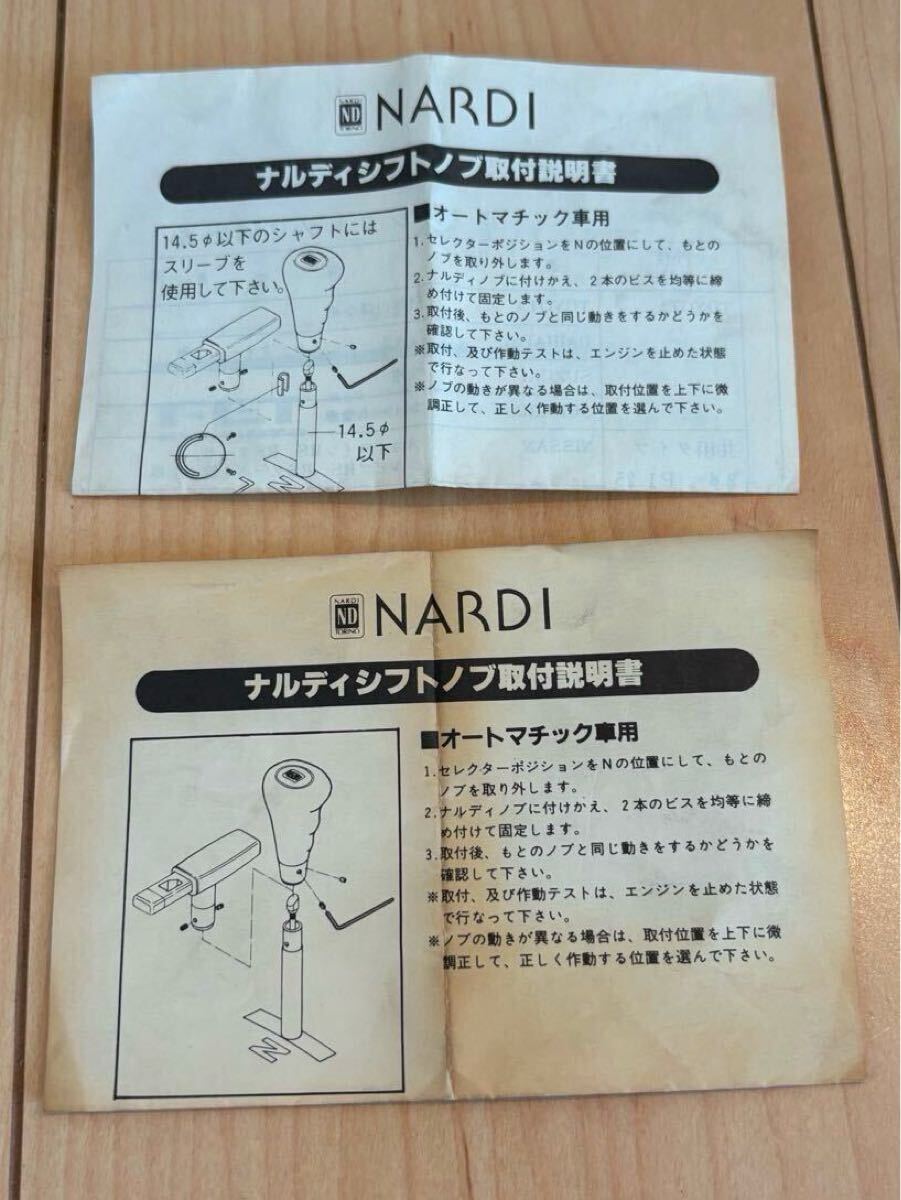 NARDI
ND
TORINO
NARDI
ナルディシフトノブ取付説明書
14.5φ以下のシャフトには
スリーブを
使用して下さい。
14.5φ
以下
■オートマチック車用
1.セレクターポジションをNの位置にして、もとの
ノブを取り外します。
2.ナルディノブに付けかえ、2本のビスを均等に締
め付けて固定します。
3.取付後、もとのノブと同じ動きをするかどうかを
確認して下さい。
※取付、及び作動テストは、エンジンを止めた状態
で行なって下さい。
※ノブの動きが異なる場合は、取付位置を上下に微
調正して、正しく作動する位置を選んで下さい。
NARDI
ND
TORINO
NARDI
ナルディシフトノブ取付説明書
■オートマチック車用
1.セレクターポジションをNの位置にして、もとの
ノブを取り外します。
2.ナルディノブに付けかえ、2本のビスを均等に締
め付けて固定します。
3.取付後、もとのノブと同じ動きをするかどうかを
確認して下さい。
※取付、及び作動テストは、エンジンを止めた状態
で行なって下さい。
※ノブの動きが異なる場合は、取付位置を上下に微
調正して、正しく作動する位置を選んで下さい。